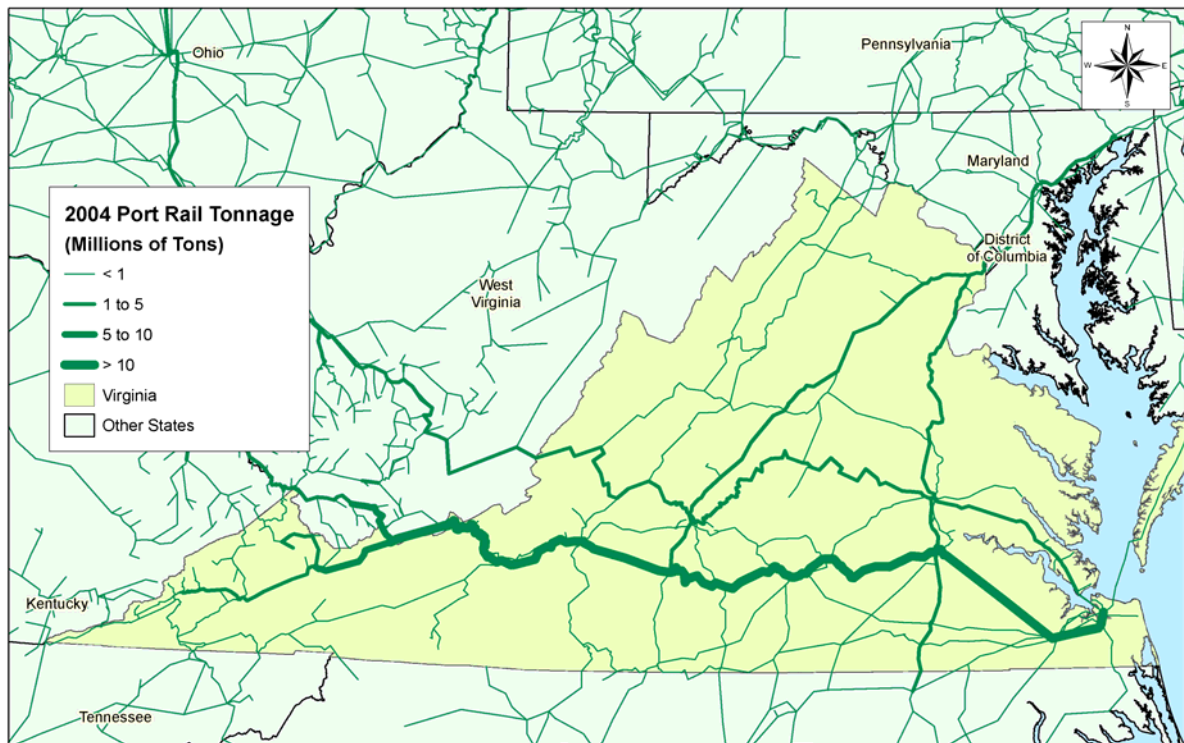 Ohio
Pennsylvania
N
W E
S
Maryland
2004 Port Rail Tonnage
(Millions of Tons)
< 1
1 to 5
5 to 10
> 10
Virginia
Other States
District
of Columbia
West
Virginia
Kentucky
Tennessee